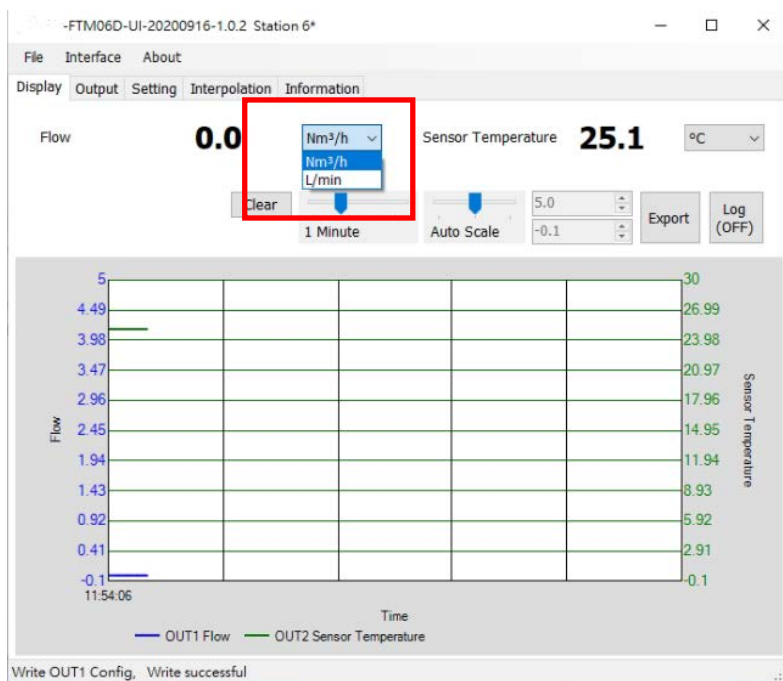 -FTM06D-UI-20200916-1.0.2 Station 6*
File Interface About
Display Output Setting Interpolation Information
Flow 0.0 Nm³/h Sensor Temperature 25.1 °C
Nm³/h
L/min
Clear 1 Minute Auto Scale 5.0 -0.1 Export Log (OFF)
5 30
4.49 26.99
3.98 23.98
3.47 20.97
2.96 17.96
2.45 14.95
1.94 11.94
1.43 8.93
0.92 5.92
0.41 2.91
-0.1 -0.1
Flow
Sensor Temperature
11:54:06
Time
OUT1 Flow OUT2 Sensor Temperature
Write OUT1 Config, Write successful